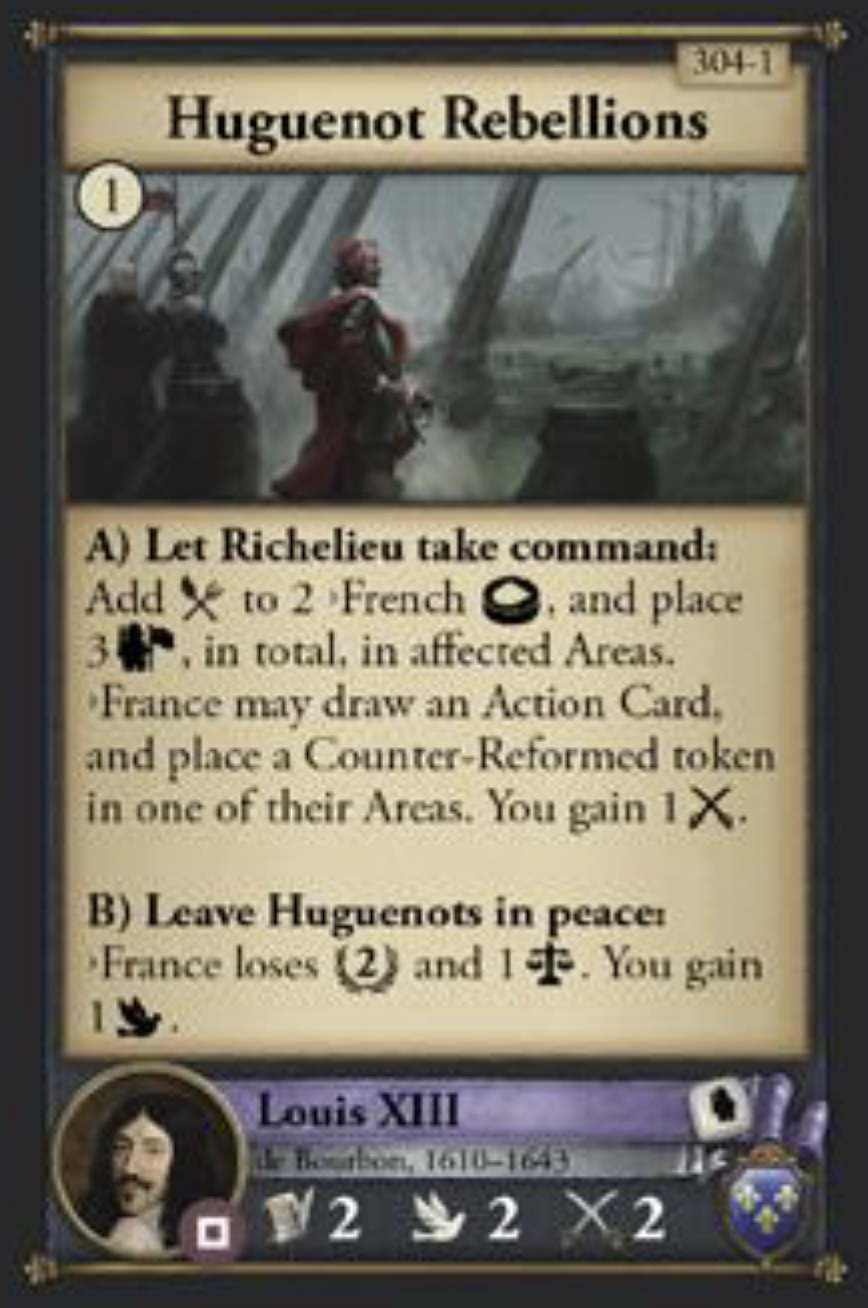 304-1
Huguenot Rebellions
1
A) Let Richelieu take command:
Add to 2 ›French , and place
3 , in total, in affected Areas.
›France may draw an Action Card,
and place a Counter-Reformed token
in one of their Areas. You gain 1 .
B) Leave Huguenots in peace:
›France loses (2) and 1 . You gain
1 .
Louis XIII
de Bourbon, 1610–1643
2 2 2